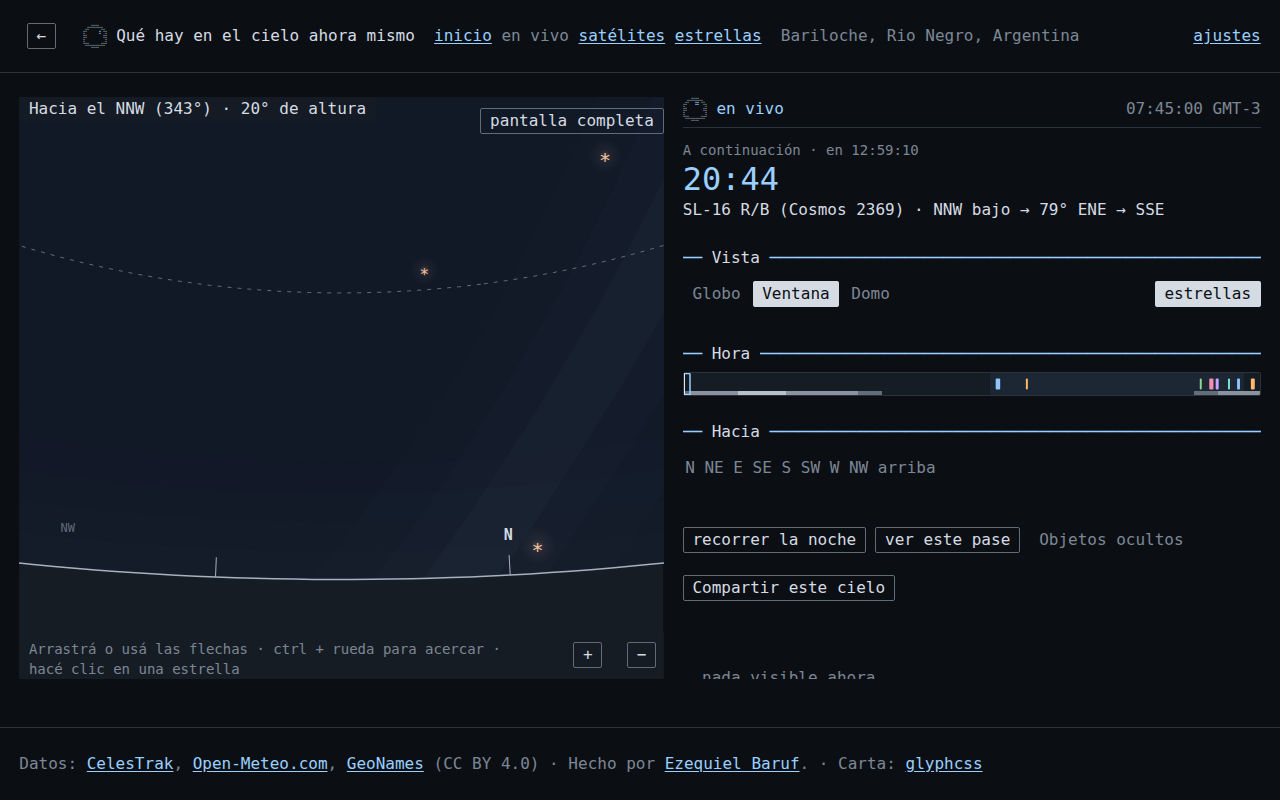 ← Qué hay en el cielo ahora mismo inicio en vivo satélites estrellas Bariloche, Rio Negro, Argentina ajustes
Hacia el NNW (343°) · 20° de altura
pantalla completa
NW
N
Arrastrá o usá las flechas · ctrl + rueda para acercar ·
hacé clic en una estrella
+ −
en vivo 07:45:00 GMT-3
A continuación · en 12:59:10
20:44
SL-16 R/B (Cosmos 2369) · NNW bajo → 79° ENE → SSE
Vista
Globo Ventana Domo estrellas
Hora
Hacia
N NE E SE S SW W NW arriba
recorrer la noche ver este pase Objetos ocultos
Compartir este cielo
nada visible ahora
Datos: CelesTrak, Open-Meteo.com, GeoNames (CC BY 4.0) · Hecho por Ezequiel Baruf. · Carta: glyphcss